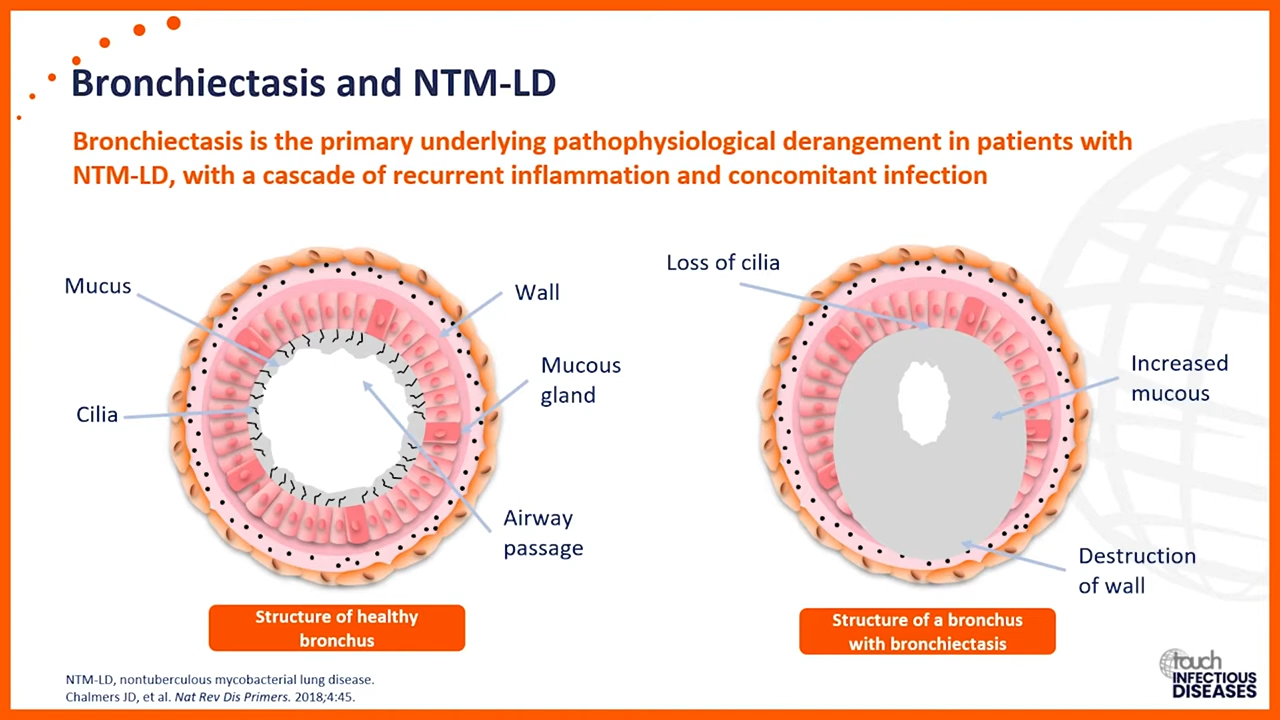 Bronchiectasis and NTM-LD
Bronchiectasis is the primary underlying pathophysiological derangement in patients with
NTM-LD, with a cascade of recurrent inflammation and concomitant infection
Mucus
Wall
Mucous
gland
Cilia
Airway
passage
Structure of healthy
bronchus
Loss of cilia
Increased
mucous
Destruction
of wall
Structure of a bronchus
with bronchiectasis
NTM-LD, nontuberculous mycobacterial lung disease.
Chalmers JD, et al. Nat Rev Dis Primers. 2018;4:45.
touch
INFECTIOUS
DISEASES